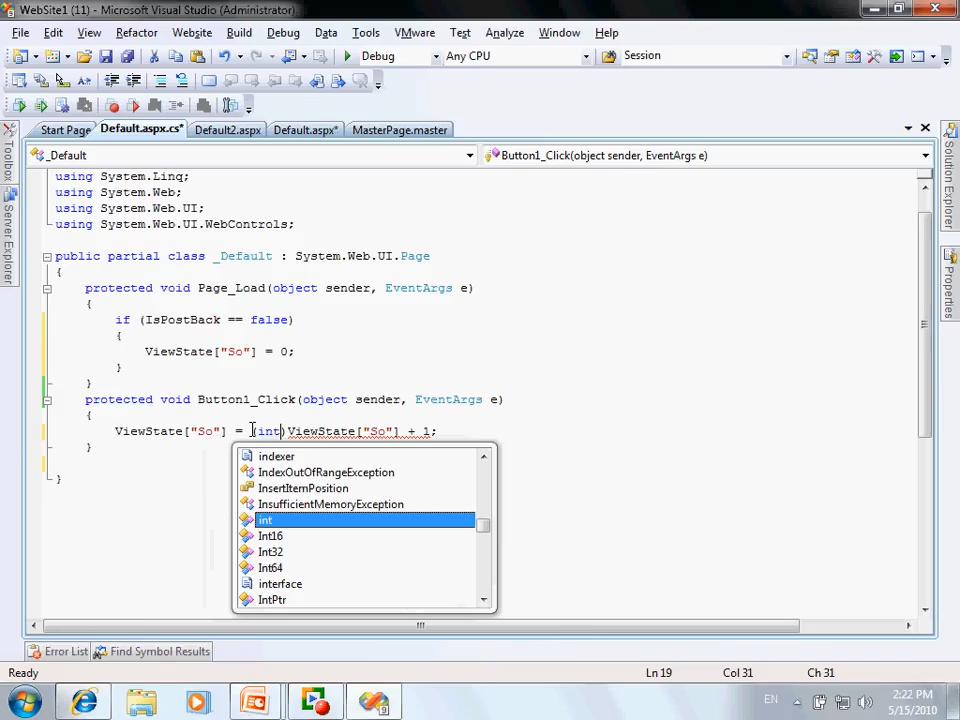 WebSite1 (11) - Microsoft Visual Studio (Administrator)
File Edit View Refactor Website Build Debug Data Tools VMware Test Analyze Window Help
Debug Any CPU Session
Start Page Default.aspx.cs* Default2.aspx Default.aspx* MasterPage.master
_Default Button1_Click(object sender, EventArgs e)
Toolbox
Server Explorer
Solution Explorer
Properties
using System.Linq;
using System.Web;
using System.Web.UI;
using System.Web.UI.WebControls;
public partial class _Default : System.Web.UI.Page
{
protected void Page_Load(object sender, EventArgs e)
{
if (IsPostBack == false)
{
ViewState["So"] = 0;
}
}
protected void Button1_Click(object sender, EventArgs e)
{
ViewState["So"] = (int)ViewState["So"] + 1;
}
}
indexer
IndexOutOfRangeException
InsertItemPosition
InsufficientMemoryException
int
Int16
Int32
Int64
interface
IntPtr
Error List Find Symbol Results
Ready Ln 19 Col 31 Ch 31
EN 2:22 PM
5/15/2010